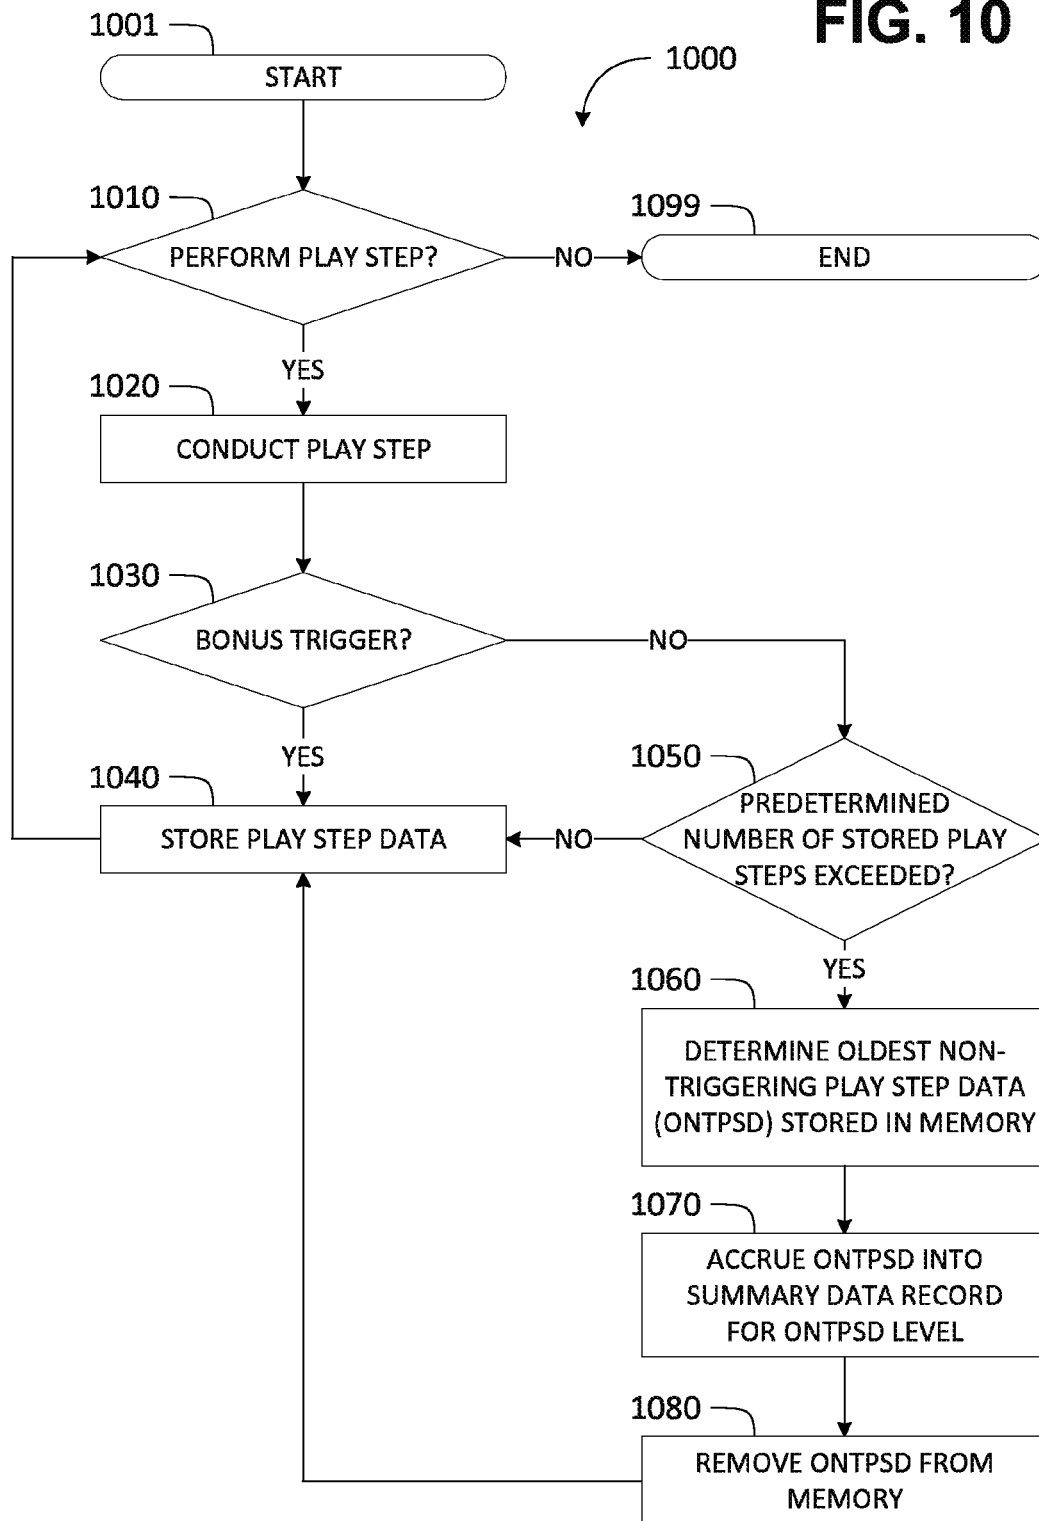 FIG. 10
1001
START
1000
1010
PERFORM PLAY STEP?
NO
1099
END
YES
1020
CONDUCT PLAY STEP
1030
BONUS TRIGGER?
NO
YES
1040
STORE PLAY STEP DATA
NO
1050
PREDETERMINED
NUMBER OF STORED PLAY
STEPS EXCEEDED?
YES
1060
DETERMINE OLDEST NON-
TRIGGERING PLAY STEP DATA
(ONTPSD) STORED IN MEMORY
1070
ACCRUE ONTPSD INTO
SUMMARY DATA RECORD
FOR ONTPSD LEVEL
1080
REMOVE ONTPSD FROM
MEMORY